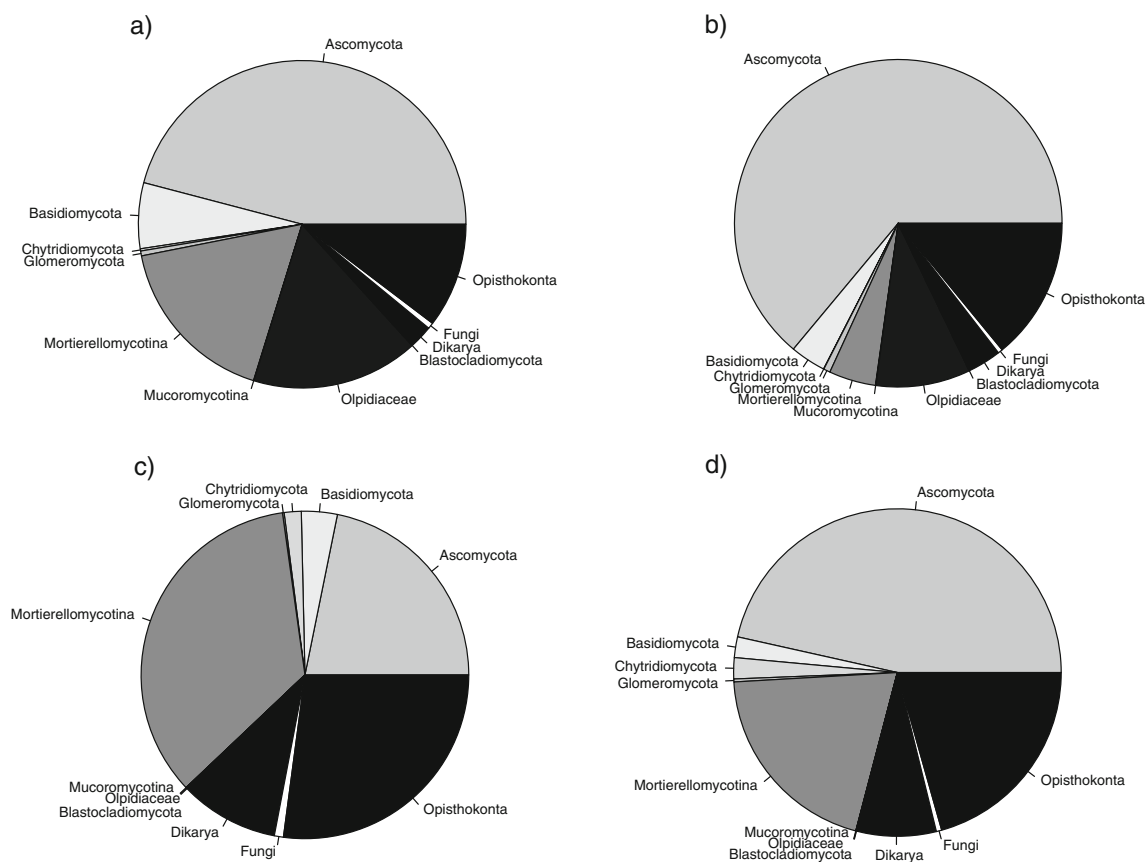 a)
Ascomycota
Basidiomycota
Chytridiomycota
Glomeromycota
Mortierellomycotina
Mucoromycotina
Olpidiaceae
Blastocladiomycota
Dikarya
Fungi
Opisthokonta
b)
Ascomycota
Basidiomycota
Chytridiomycota
Glomeromycota
Mortierellomycotina
Mucoromycotina
Olpidiaceae
Blastocladiomycota
Dikarya
Fungi
Opisthokonta
c)
Chytridiomycota
Glomeromycota
Basidiomycota
Ascomycota
Mortierellomycotina
Mucoromycotina
Olpidiaceae
Blastocladiomycota
Dikarya
Fungi
Opisthokonta
d)
Ascomycota
Basidiomycota
Chytridiomycota
Glomeromycota
Mortierellomycotina
Mucoromycotina
Olpidiaceae
Blastocladiomycota
Dikarya
Fungi
Opisthokonta